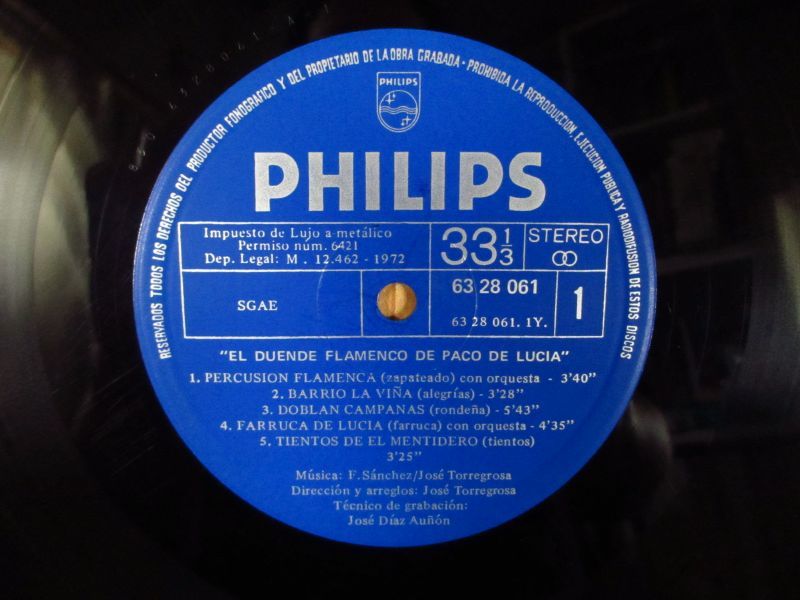 RESERVADOS TODOS LOS DERECHOS DEL PRODUCTOR FONOGRAFICO Y DEL PROPIETARIO DE LA OBRA GRABADA · PROHIBIDA LA REPRODUCCION, EJECUCION PUBLICA Y RADIODIFUSION DE ESTOS DISCOS
PHILIPS
PHILIPS
Impuesto de Lujo a metálico
Permiso núm. 6421
Dep. Legal: M. 12.462 - 1972
33 1/3
STEREO
SGAE
63 28 061
63 28 061. 1Y.
1
"EL DUENDE FLAMENCO DE PACO DE LUCIA"
1. PERCUSION FLAMENCA (zapateado) con orquesta - 3'40"
2. BARRIO LA VIÑA (alegrías) - 3'28"
3. DOBLAN CAMPANAS (rondeña) - 5'43"
4. FARRUCA DE LUCIA (farruca) con orquesta - 4'35"
5. TIENTOS DE EL MENTIDERO (tientos)
3'25"
Música: F. Sánchez/José Torregrosa
Dirección y arreglos: José Torregrosa
Técnico de grabación:
José Díaz Auñón